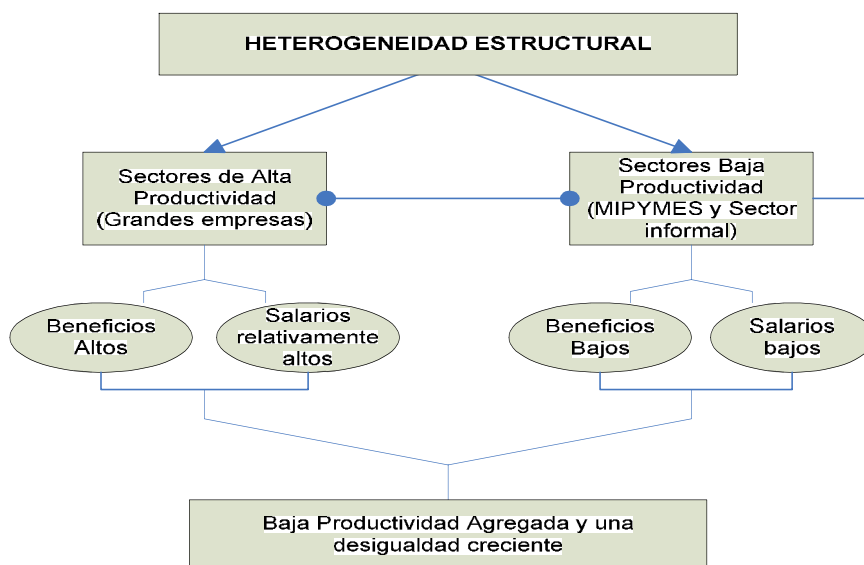 HETEROGENEIDAD ESTRUCTURAL
Sectores de Alta
Productividad
(Grandes empresas)
Sectores Baja
Productividad
(MIPYMES y Sector
informal)
Beneficios
Altos
Salarios
relativamente
altos
Beneficios
Bajos
Salarios
bajos
Baja Productividad Agregada y una
desigualdad creciente